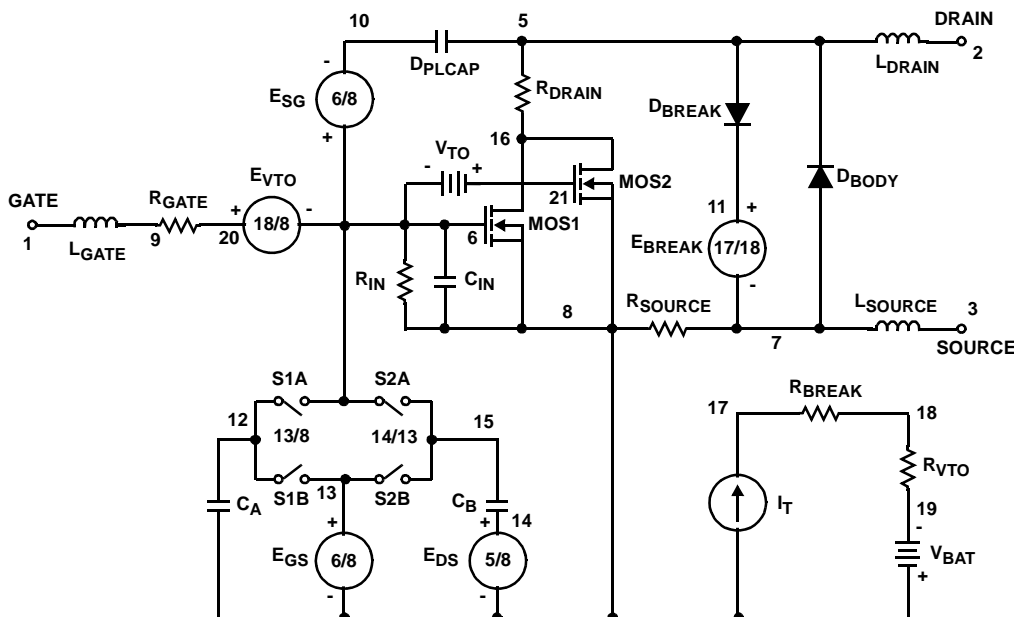 10
5
DRAIN
2
-
DPLCAP
LDRAIN
ESG
6/8
+
RDRAIN
DBREAK
16
VTO
-
+
EVTO
GATE
1
RGATE
LGATE
9
+
20
18/8
-
21
MOS2
6
MOS1
DBODY
11
+
EBREAK
17/18
-
RIN
CIN
8
RSOURCE
LSOURCE
3
7
SOURCE
S1A
S2A
12
13/8
14/13
15
S1B
13
S2B
CA
CB
+
14
+
EGS
6/8
-
EDS
5/8
-
17
RBREAK
18
RVTO
IT
19
-
VBAT
+